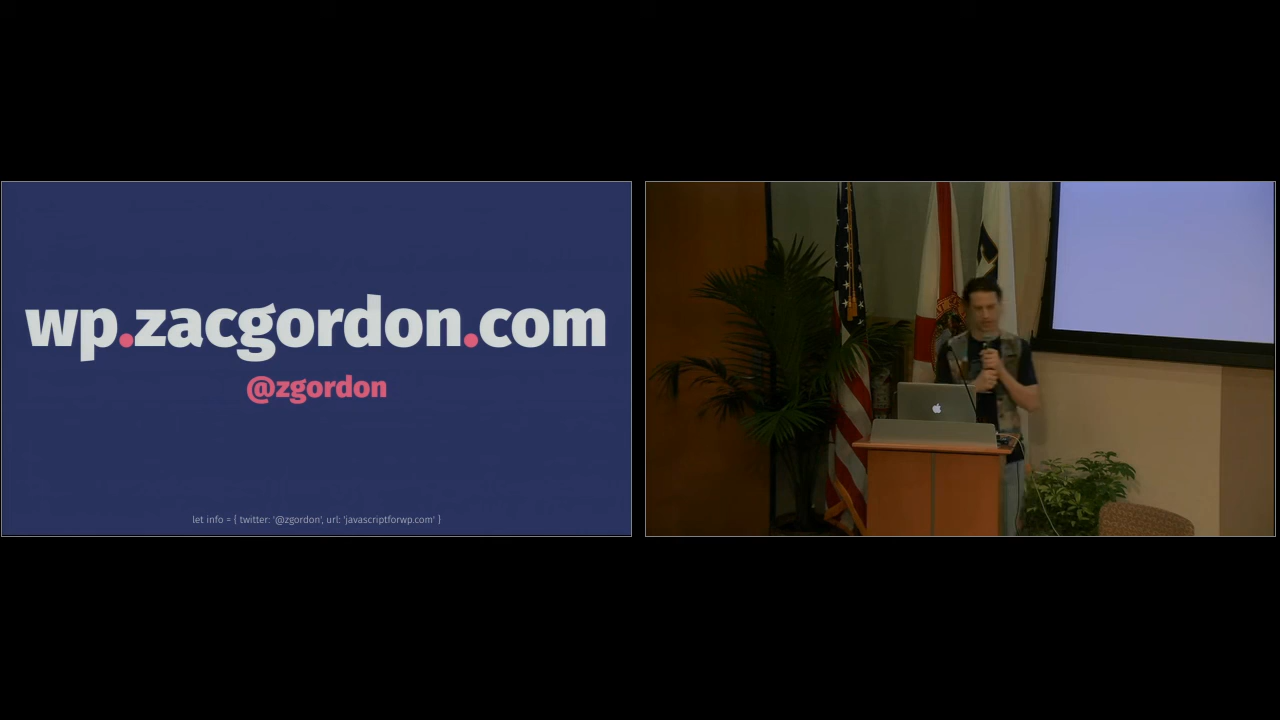 wp.zacgordon.com
@zgordon
let info = { twitter: '@zgordon', url: 'javascriptforwp.com' }